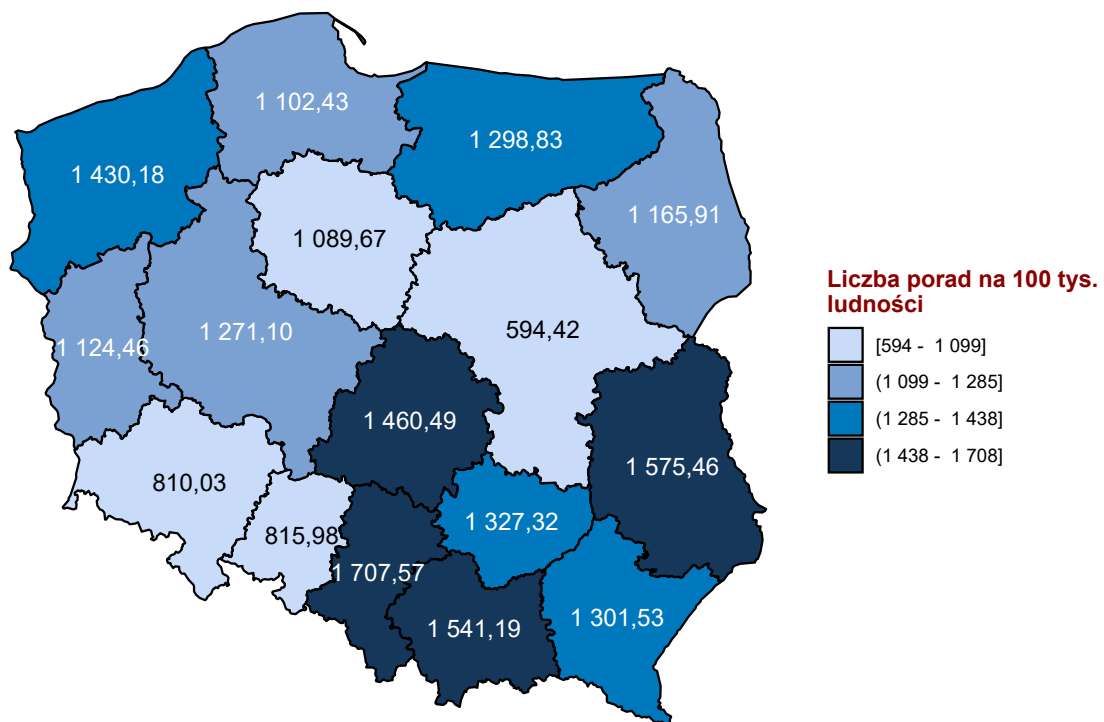 1 102,43
1 298,83
1 430,18
1 165,91
1 089,67
1 271,10
594,42
1 124,46
1 460,49
1 575,46
810,03
1 327,32
815,98
1 707,57
1 541,19
1 301,53
Liczba porad na 100 tys.
ludności
[594 - 1 099]
(1 099 - 1 285]
(1 285 - 1 438]
(1 438 - 1 708]